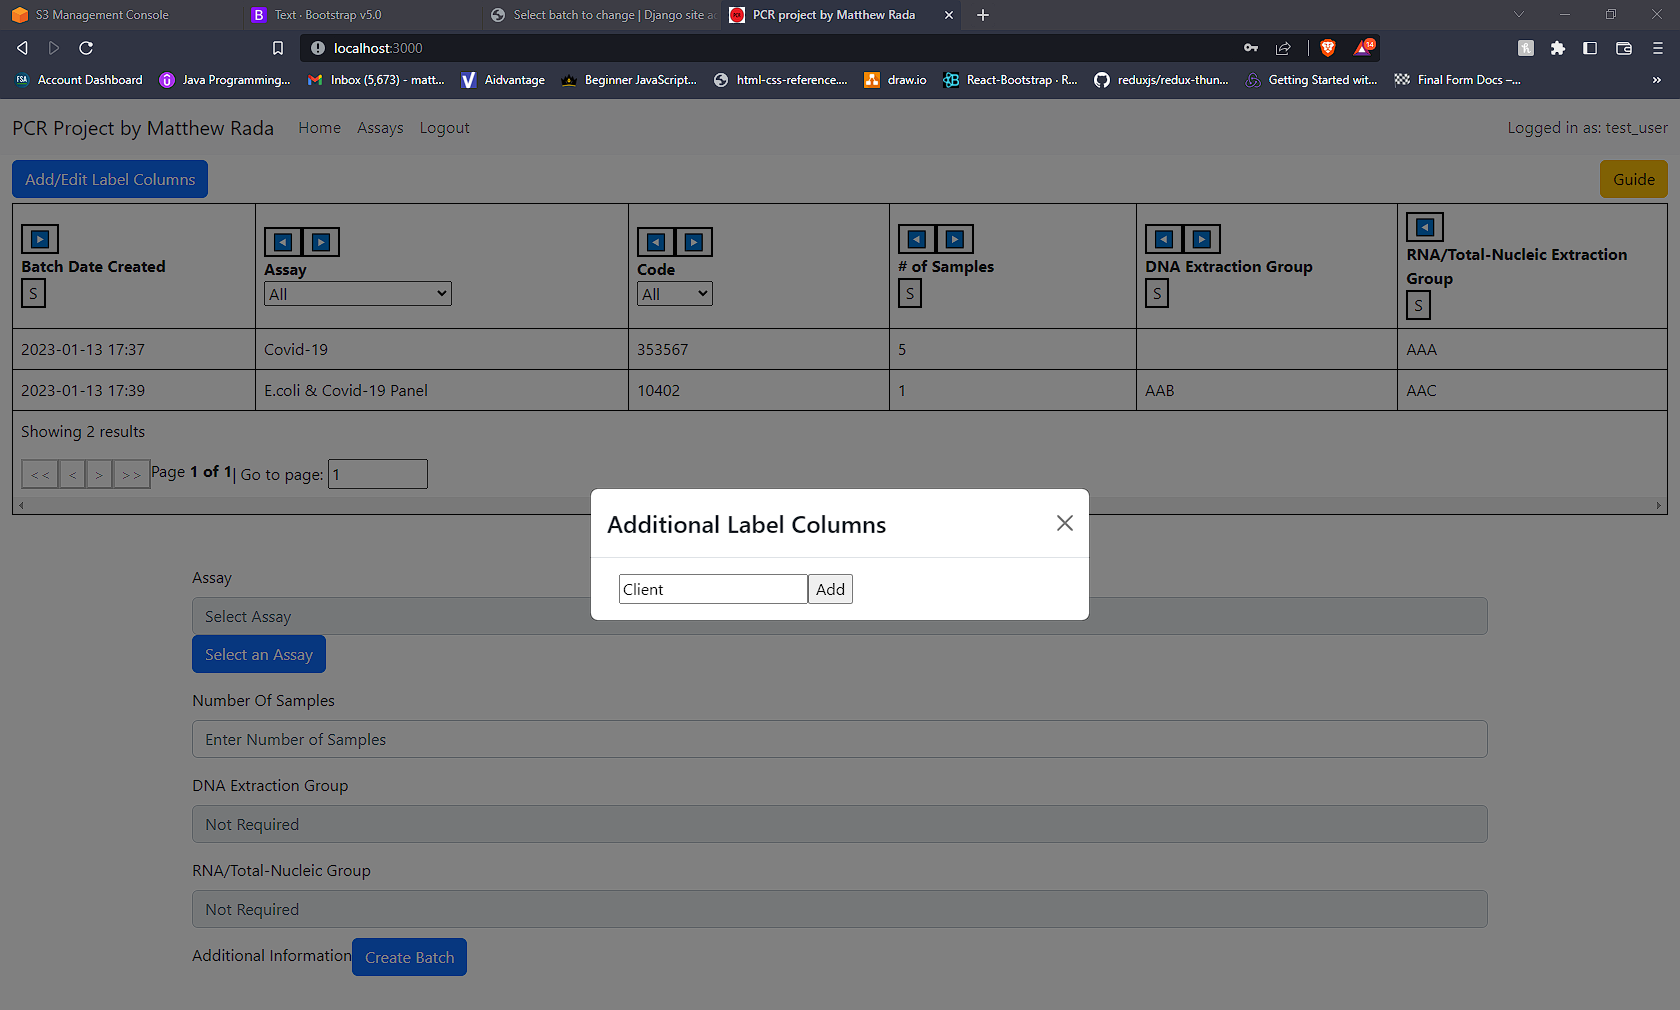 S3 Management Console
B Text · Bootstrap v5.0
Select batch to change | Django site ad
PCR project by Matthew Rada
localhost:3000
14
FSA Account Dashboard
Java Programming...
Inbox (5,673) - matt...
Aidvantage
Beginner JavaScript...
html-css-reference....
draw.io
React-Bootstrap · R...
reduxjs/redux-thun...
Getting Started wit...
Final Form Docs –...
»
PCR Project by Matthew Rada
Home
Assays
Logout
Logged in as: test_user
Add/Edit Label Columns
Guide
Batch Date Created
S
Assay
All
Code
All
# of Samples
S
DNA Extraction Group
S
RNA/Total-Nucleic Extraction
Group
S
2023-01-13 17:37
Covid-19
353567
5
AAA
2023-01-13 17:39
E.coli & Covid-19 Panel
10402
1
AAB
AAC
Showing 2 results
<< < > >> Page 1 of 1| Go to page: 1
Additional Label Columns
Client
Add
Assay
Select Assay
Select an Assay
Number Of Samples
Enter Number of Samples
DNA Extraction Group
Not Required
RNA/Total-Nucleic Group
Not Required
Additional Information
Create Batch